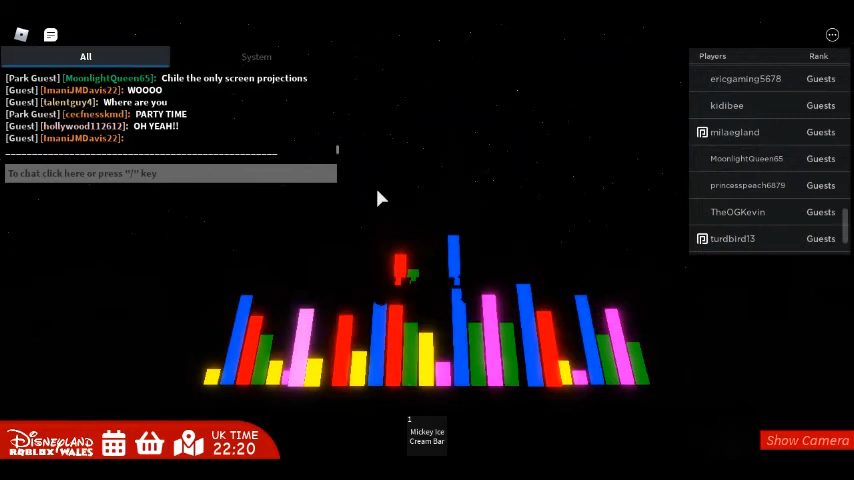 All
System
[Park Guest] [MoonlightQueen65]: Chile the only screen projections
[Guest] [ImaniJMDavis22]: WOOOO
[Guest] [talentguy4]: Where are you
[Park Guest] [cecfnesskmd]: PARTY TIME
[Guest] [hollywood112612]: OH YEAH!!
[Guest] [ImaniJMDavis22]:
To chat click here or press "/" key
Players Rank
ericgaming5678 Guests
kidibee Guests
milaegland Guests
MoonlightQueen65 Guests
princesspeach6879 Guests
TheOGKevin Guests
turdbird13 Guests
DISNEYLAND
ROBLOX WALES
UK TIME
22:20
1
Mickey Ice
Cream Bar
Show Camera